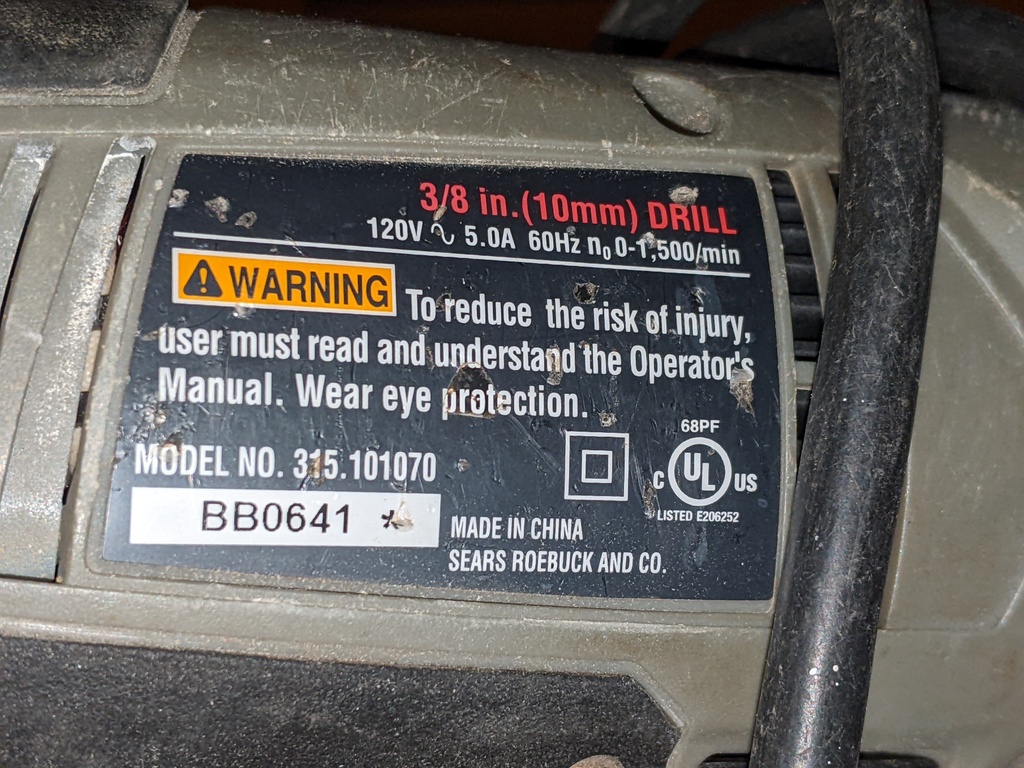 3/8 in.(10mm) DRILL
120V ∿ 5.0A 60Hz n₀ 0-1,500/min
⚠ WARNING To reduce the risk of injury,
user must read and understand the Operator's
Manual. Wear eye protection.
MODEL NO. 315.101070
BB0641 *
68PF
C UL US
LISTED E206252
MADE IN CHINA
SEARS ROEBUCK AND CO.